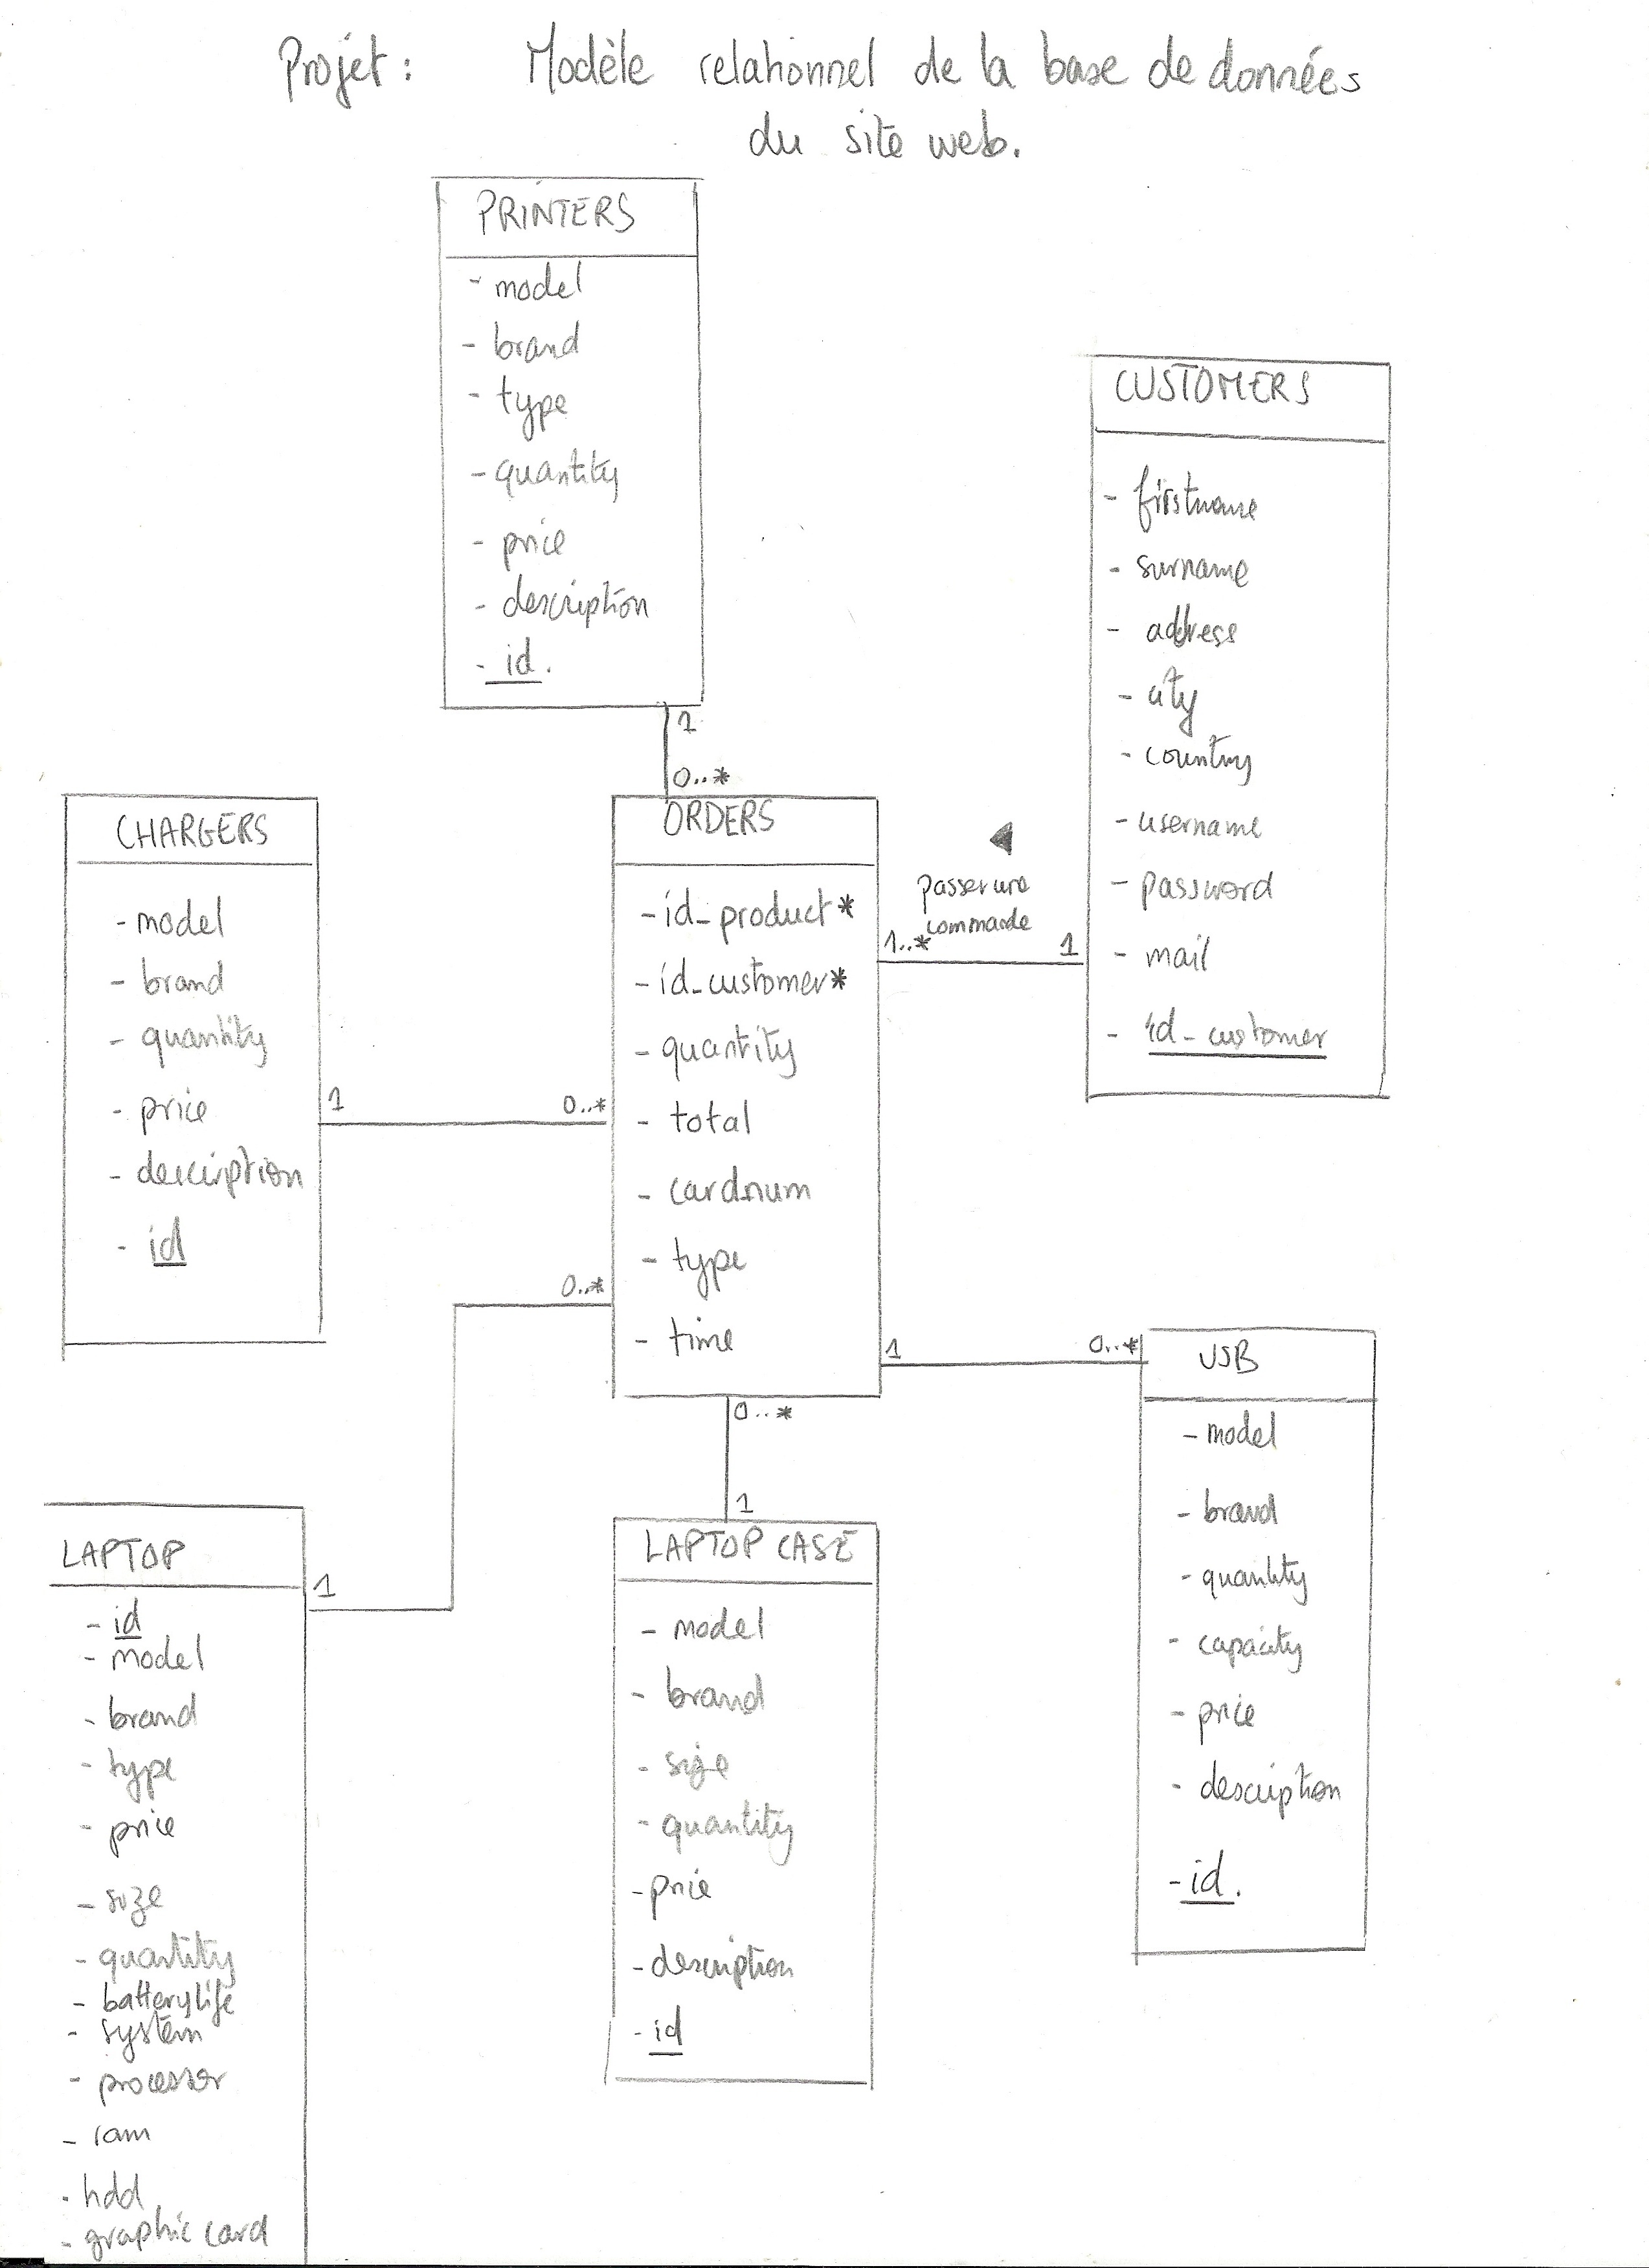 Projet : Modèle relationnel de la base de données
du site web.
PRINTERS
- model
- brand
- type
- quantity
- price
- description
- id.
1
0..*
CUSTOMERS
- firstname
- surname
- address
- city
- country
- username
- password
- mail
- id_customer
CHARGERS
- model
- brand
- quantity
- price
- description
- id
1
0..*
ORDERS
- id_product*
- id_customer*
- quantity
- total
- cardnum
- type
- time
passer une
commande
1..*
1
0..*
1
0..*
0..*
1
USB
- model
- brand
- quantity
- capacity
- price
- description
- id.
LAPTOP
1
- id
- model
- brand
- type
- price
- size
- quantity
- batterylife
- system
- processor
- ram
- hdd
- graphic card
LAPTOP CASE
- model
- brand
- size
- quantity
- price
- description
- id